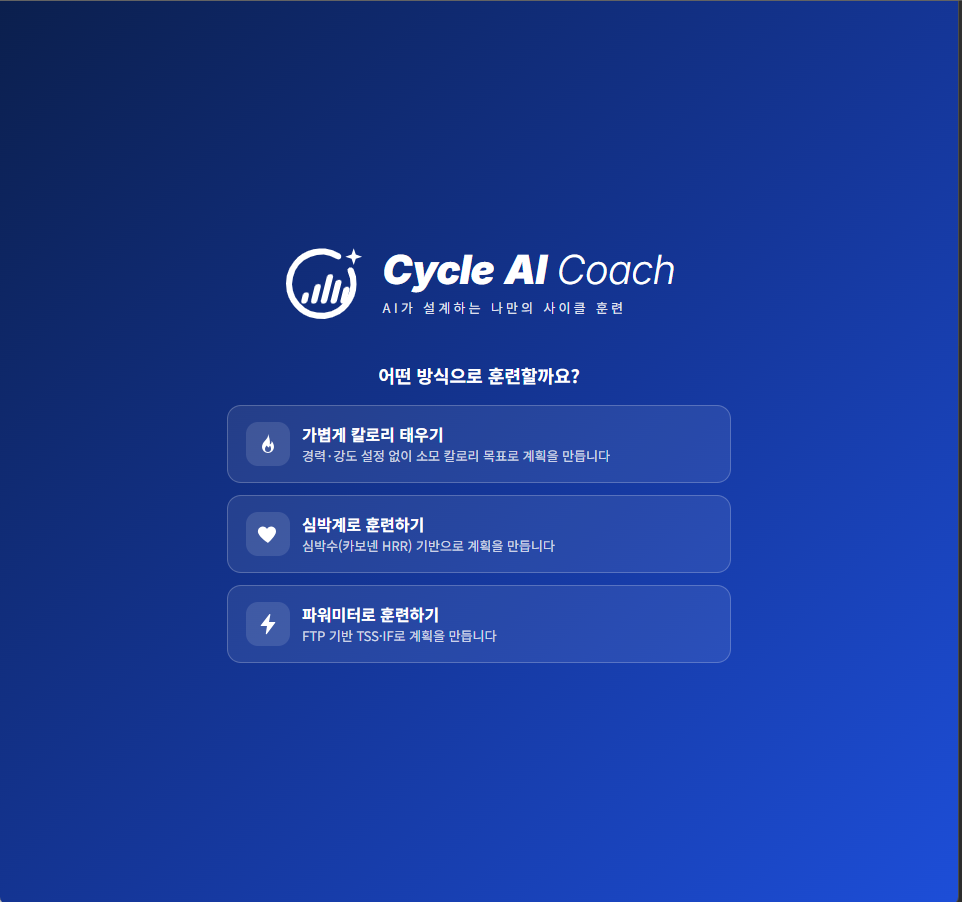 Cycle AI Coach
AI가 설계하는 나만의 사이클 훈련
어떤 방식으로 훈련할까요?
가볍게 칼로리 태우기
경력·강도 설정 없이 소모 칼로리 목표로 계획을 만듭니다
심박계로 훈련하기
심박수(카보넨 HRR) 기반으로 계획을 만듭니다
파워미터로 훈련하기
FTP 기반 TSS·IF로 계획을 만듭니다